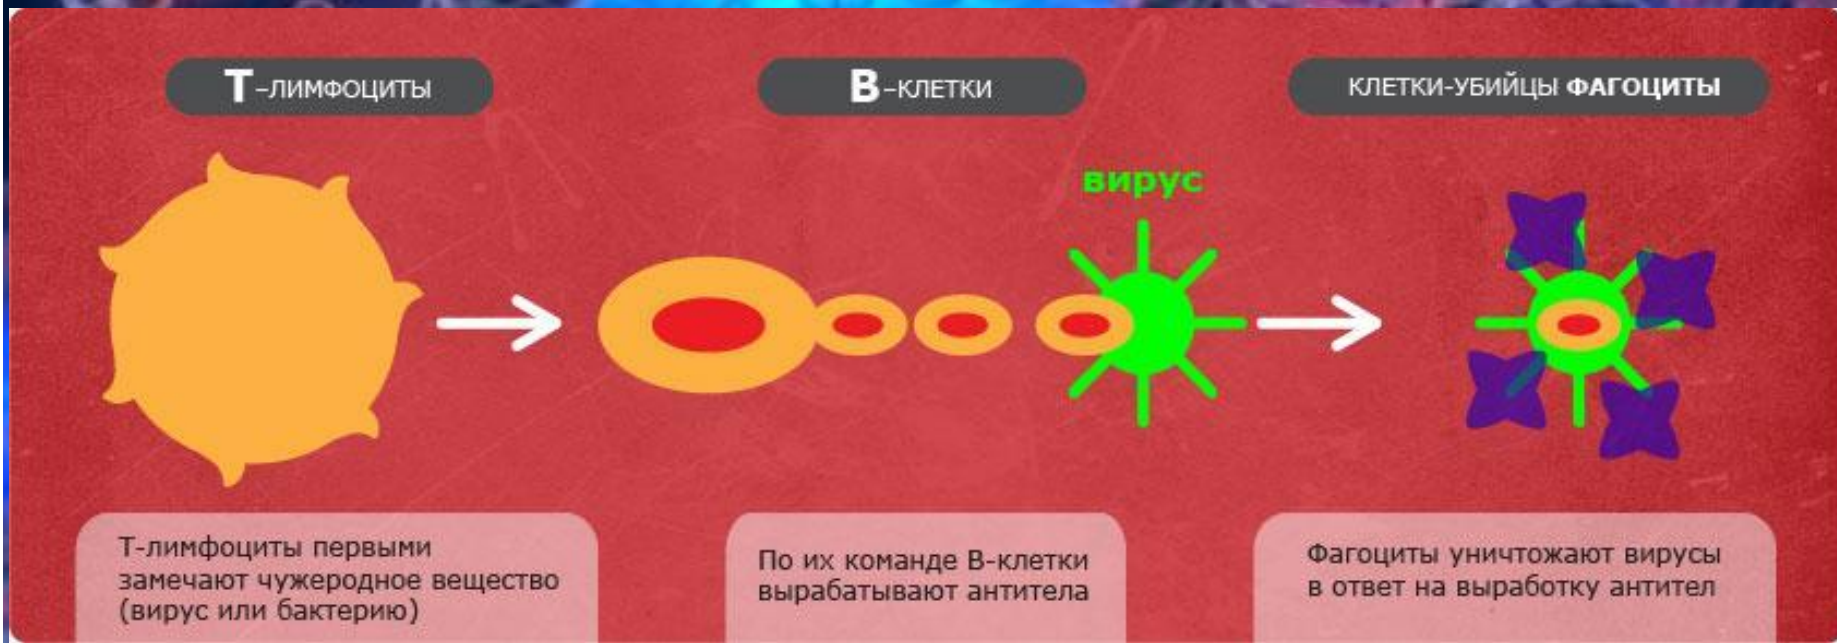 Т-ЛИМФОЦИТЫ
В-КЛЕТКИ
КЛЕТКИ-УБИЙЦЫ ФАГОЦИТЫ
вирус
Т-лимфоциты первыми
замечают чужеродное вещество
(вирус или бактерию)
По их команде В-клетки
вырабатывают антитела
Фагоциты уничтожают вирусы
в ответ на выработку антител